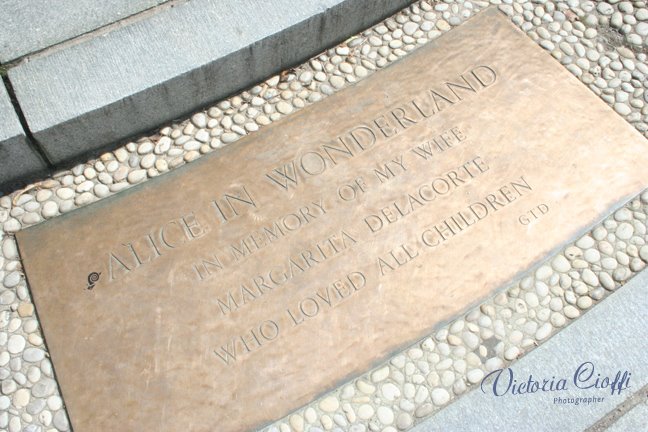 ALICE IN WONDERLAND
IN MEMORY OF MY WIFE
MARGARITA DELACORTE
WHO LOVED ALL CHILDREN
GTD
Victoria Cioffi
Photographer